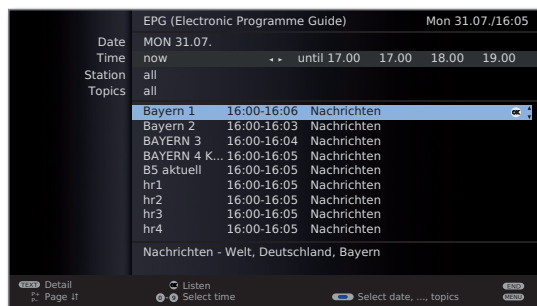 EPG (Electronic Programme Guide) Mon 31.07./16:05
Date MON 31.07.
Time now until 17.00 17.00 18.00 19.00
Station all
Topics all
Bayern 1 16:00-16:06 Nachrichten OK
Bayern 2 16:00-16:03 Nachrichten
BAYERN 3 16:00-16:04 Nachrichten
BAYERN 4 K... 16:00-16:05 Nachrichten
B5 aktuell 16:00-16:05 Nachrichten
hr1 16:00-16:05 Nachrichten
hr2 16:00-16:05 Nachrichten
hr3 16:00-16:05 Nachrichten
hr4 16:00-16:05 Nachrichten
Nachrichten - Welt, Deutschland, Bayern
TEXT Detail OK Listen END
P+ P- Page 0-9 Select time Select date, ..., topics MENU